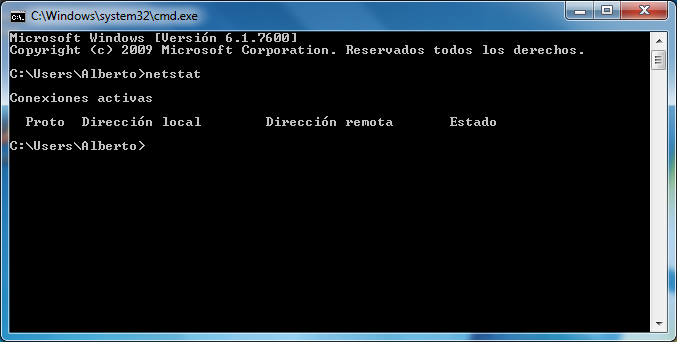 C:\Windows\system32\cmd.exe
Microsoft Windows [Versión 6.1.7600]
Copyright (c) 2009 Microsoft Corporation. Reservados todos los derechos.
C:\Users\Alberto>netstat
Conexiones activas
Proto  Dirección local        Dirección remota       Estado
C:\Users\Alberto>